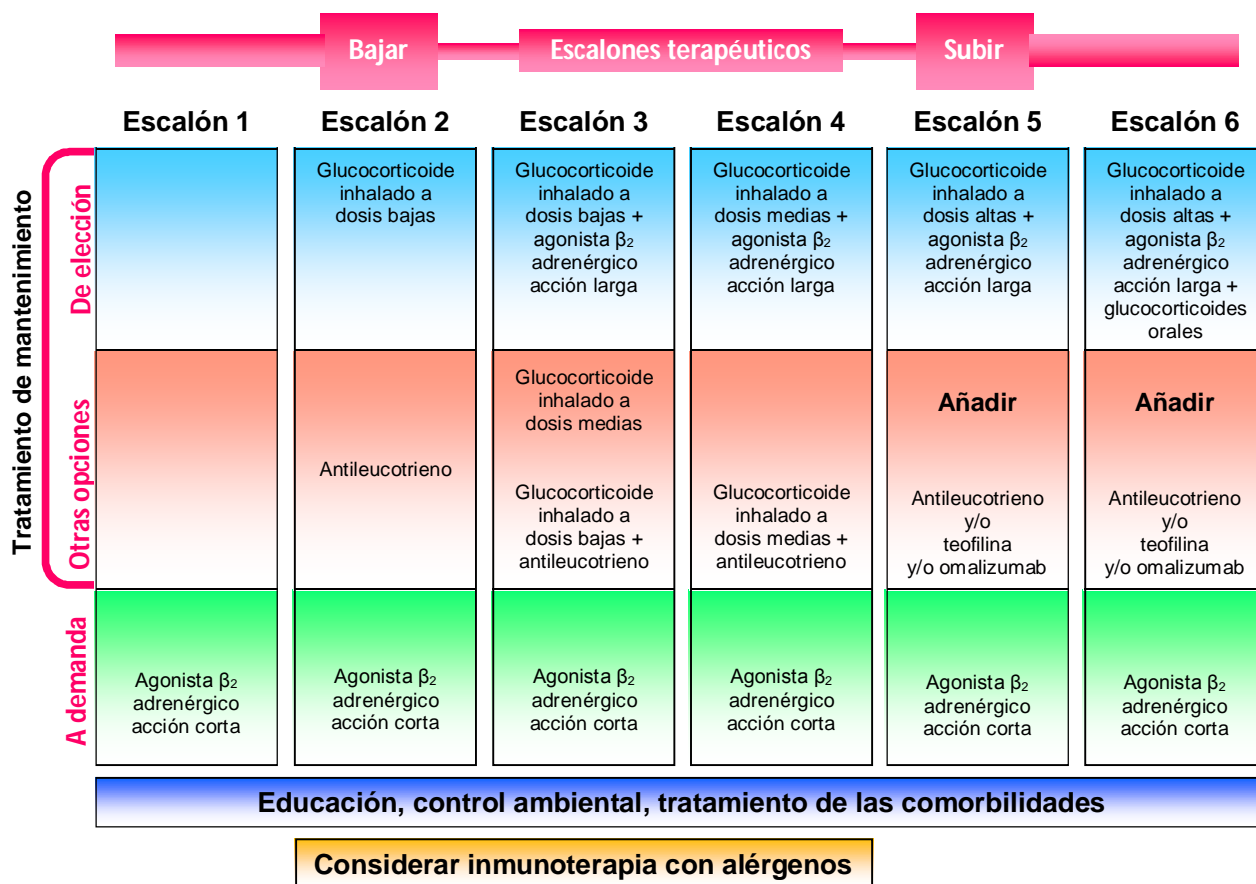 Bajar
Escalones terapéuticos
Subir
Escalón 1
Escalón 2
Escalón 3
Escalón 4
Escalón 5
Escalón 6
Tratamiento de mantenimiento
De elección
Glucocorticoide
inhalado a
dosis bajas
Glucocorticoide
inhalado a
dosis bajas +
agonista β₂
adrenérgico
acción larga
Glucocorticoide
inhalado a
dosis medias +
agonista β₂
adrenérgico
acción larga
Glucocorticoide
inhalado a
dosis altas +
agonista β₂
adrenérgico
acción larga
Glucocorticoide
inhalado a
dosis altas +
agonista β₂
adrenérgico
acción larga +
glucocorticoides
orales
Otras opciones
Antileucotrieno
Glucocorticoide
inhalado a
dosis medias
Glucocorticoide
inhalado a
dosis bajas +
antileucotrieno
Glucocorticoide
inhalado a
dosis medias +
antileucotrieno
Añadir
Antileucotrieno
y/o
teofilina
y/o omalizumab
Añadir
Antileucotrieno
y/o
teofilina
y/o omalizumab
A demanda
Agonista β₂
adrenérgico
acción corta
Agonista β₂
adrenérgico
acción corta
Agonista β₂
adrenérgico
acción corta
Agonista β₂
adrenérgico
acción corta
Agonista β₂
adrenérgico
acción corta
Agonista β₂
adrenérgico
acción corta
Educación, control ambiental, tratamiento de las comorbilidades
Considerar inmunoterapia con alérgenos